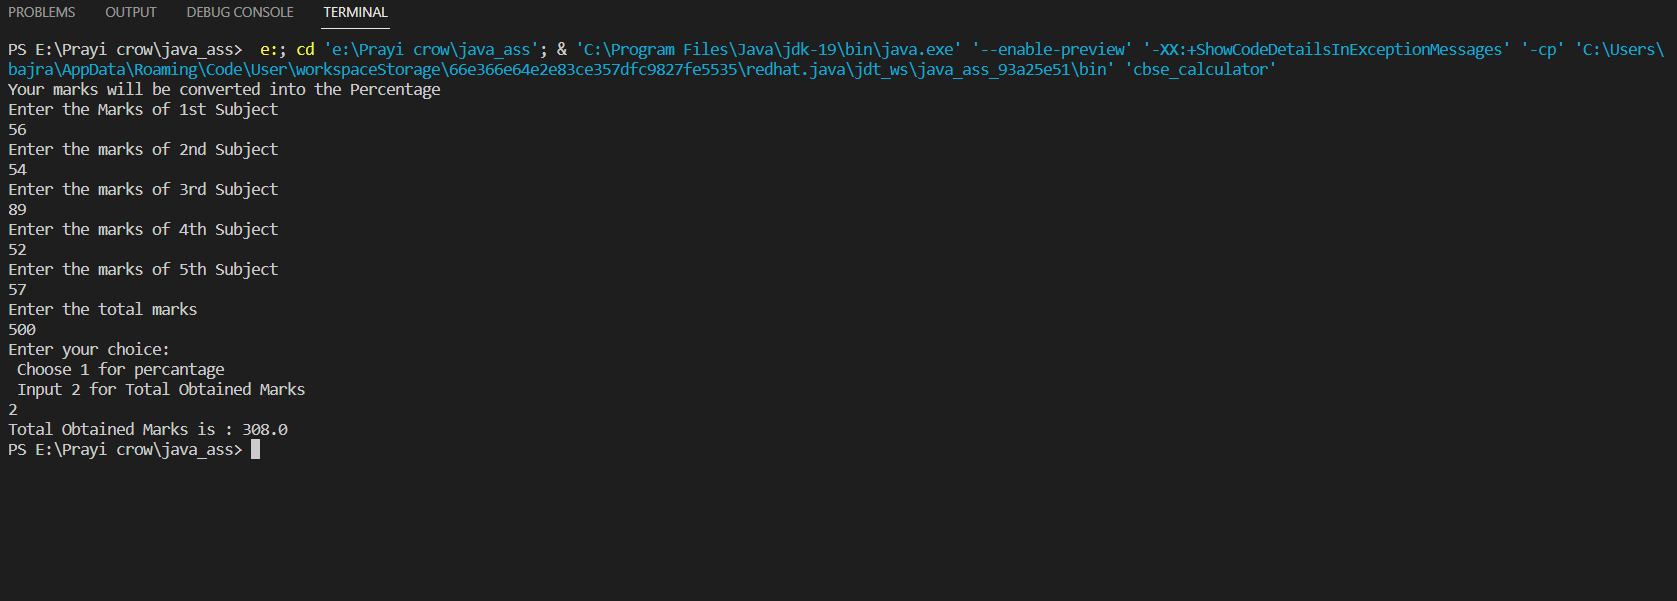 PROBLEMS OUTPUT DEBUG CONSOLE TERMINAL
PS E:\Prayi crow\java_ass>  e:; cd 'e:\Prayi crow\java_ass'; & 'C:\Program Files\Java\jdk-19\bin\java.exe' '--enable-preview' '-XX:+ShowCodeDetailsInExceptionMessages' '-cp' 'C:\Users\
bajra\AppData\Roaming\Code\User\workspaceStorage\66e366e64e2e83ce357dfc9827fe5535\redhat.java\jdt_ws\java_ass_93a25e51\bin' 'cbse_calculator'
Your marks will be converted into the Percentage
Enter the Marks of 1st Subject
56
Enter the marks of 2nd Subject
54
Enter the marks of 3rd Subject
89
Enter the marks of 4th Subject
52
Enter the marks of 5th Subject
57
Enter the total marks
500
Enter your choice:
 Choose 1 for percantage
 Input 2 for Total Obtained Marks
2
Total Obtained Marks is : 308.0
PS E:\Prayi crow\java_ass>